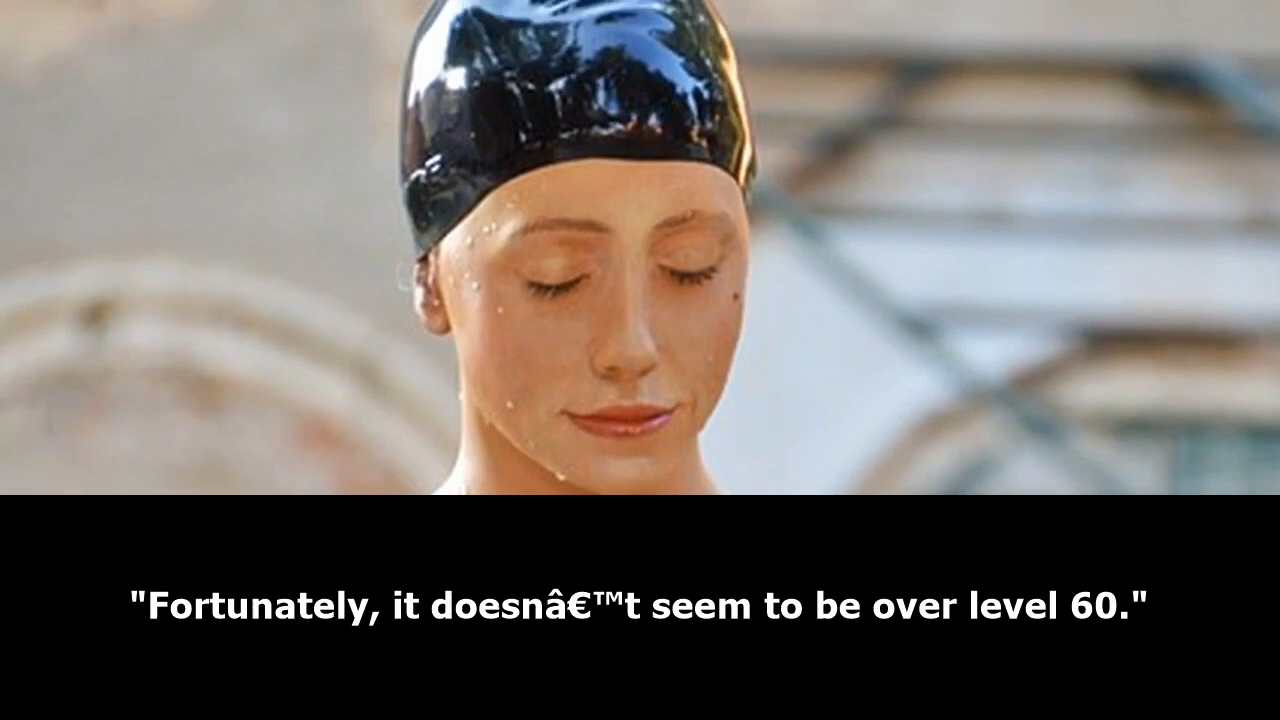 "Fortunately, it doesnâ€™t seem to be over level 60."